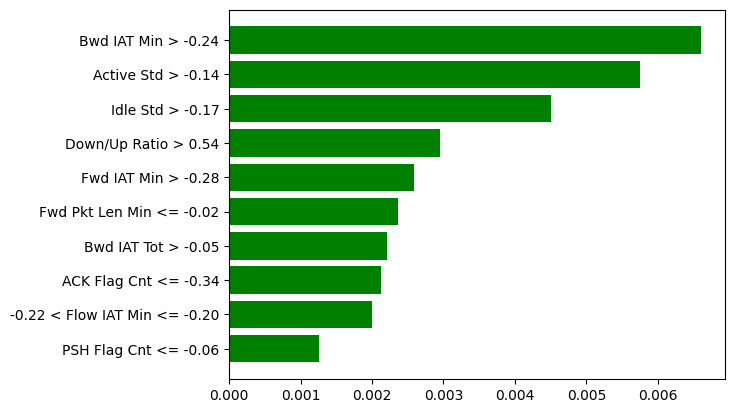 Bwd IAT Min > -0.24
Active Std > -0.14
Idle Std > -0.17
Down/Up Ratio > 0.54
Fwd IAT Min > -0.28
Fwd Pkt Len Min <= -0.02
Bwd IAT Tot > -0.05
ACK Flag Cnt <= -0.34
-0.22 < Flow IAT Min <= -0.20
PSH Flag Cnt <= -0.06
0.000 0.001 0.002 0.003 0.004 0.005 0.006